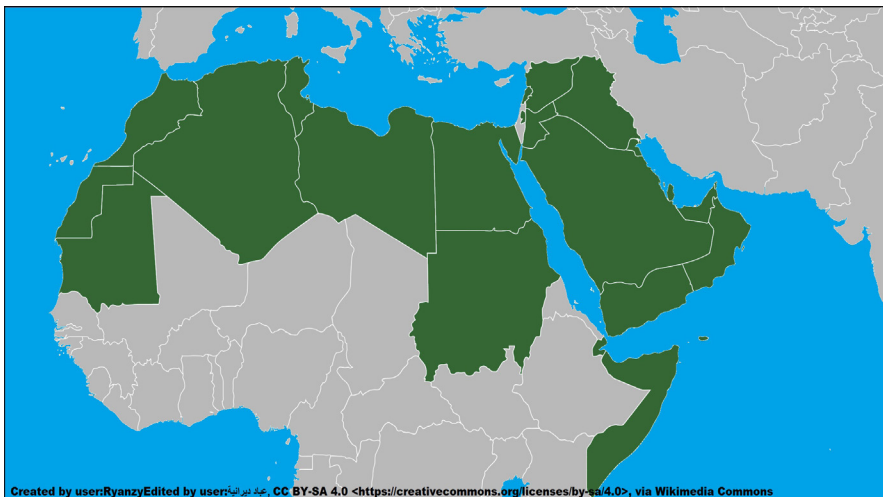 Created by user:RyanzyEdited by user:عباد ديرانية, CC BY-SA 4.0 <https://creativecommons.org/licenses/by-sa/4.0>, via Wikimedia Commons